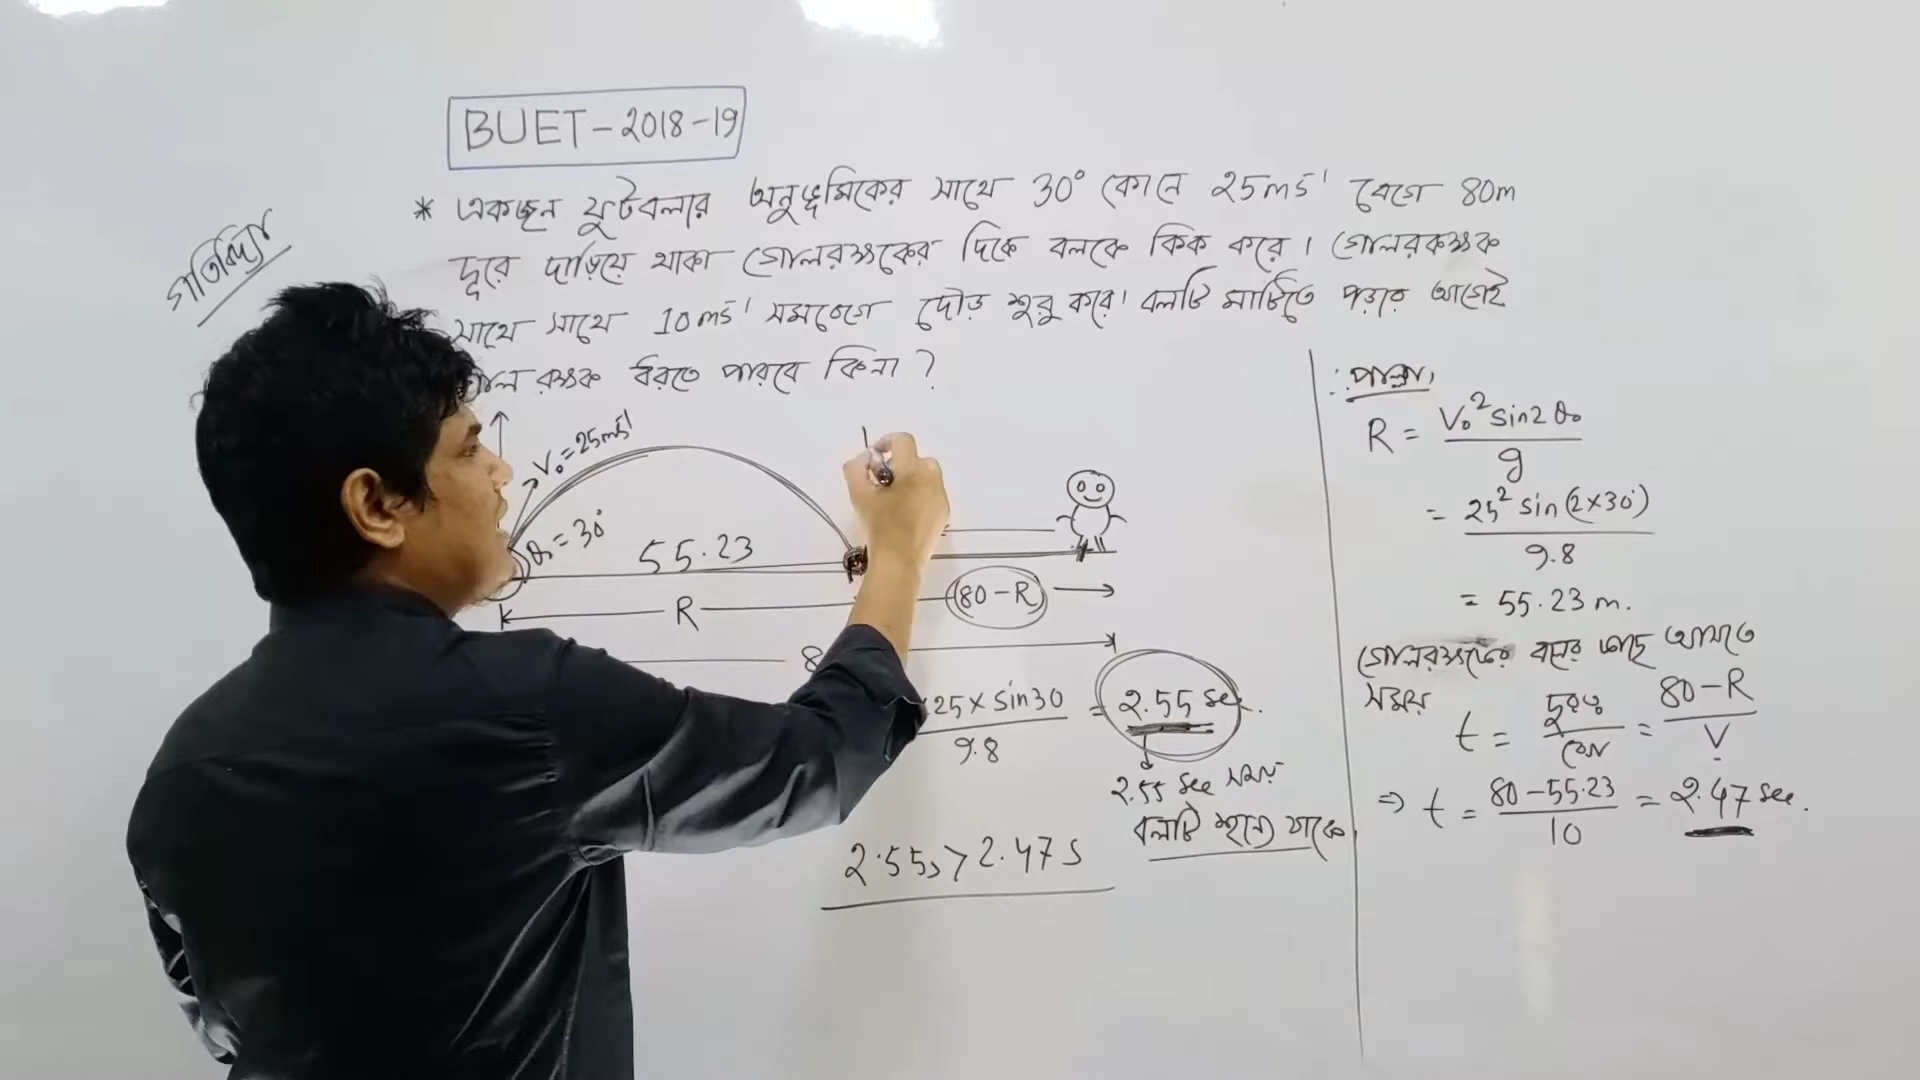 BUET-2018-19
গতিবিদ্যা
* একজন ফুটবলার অনুভূমিকের সাথে 30° কোনে 25ms⁻¹ বেগে 80m
দূরে দাড়িয়ে থাকা গোলরক্ষকের দিকে বলকে কিক করে। গোলরক্ষক
সাথে সাথে 10ms⁻¹ সমবেগে দৌড় শুরু করে। বলটি মাটিতে পড়ার আগেই
গোল রক্ষক ধরতে পারবে কিনা ?
V₀=25ms⁻¹
θ₀=30°
55.23
R
80-R
8
25×sin30
9.8
= 2.55 sec.
2.55 sec সময়
বলটি শূন্যে থাকে
2.55s > 2.47s
∴ পাল্লা,
R = V₀² sin2θ₀ / g
= 25² sin(2×30°) / 9.8
= 55.23 m.
গোলরক্ষকের বলের কাছে আসতে
সময়
t = দূরত্ব / বেগ = 80-R / V
⇒ t = 80-55.23 / 10 = 2.47 sec.